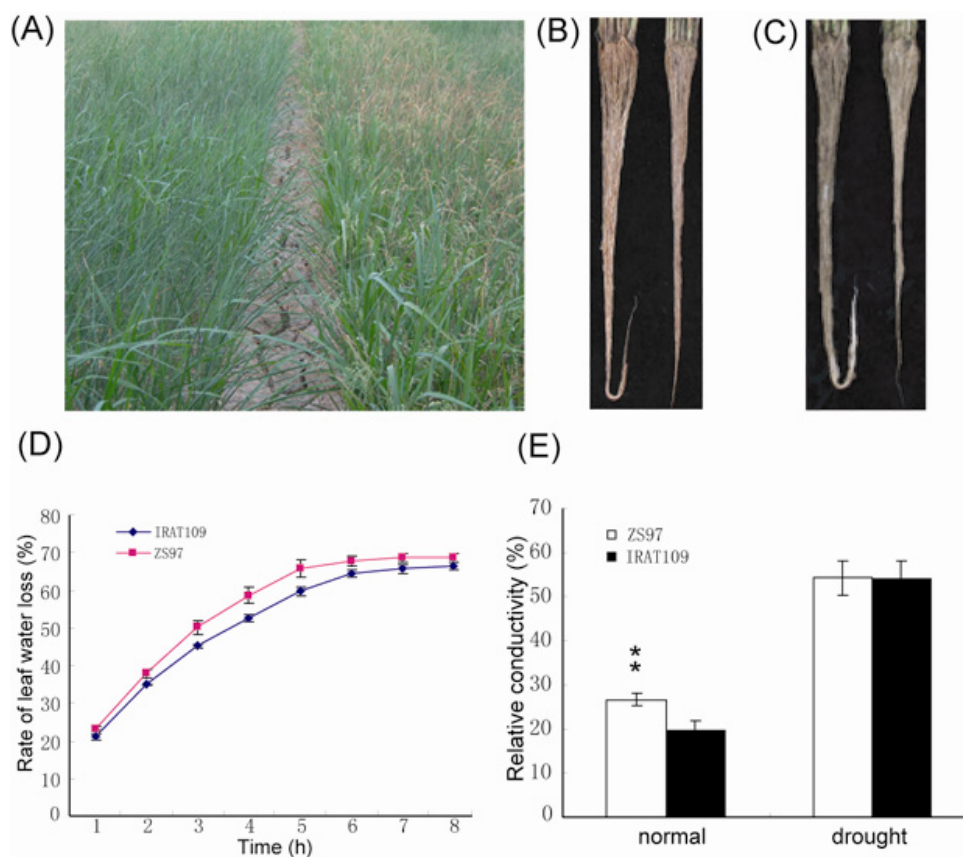 (A)
(B)
(C)
(D)
Rate of leaf water loss (%)
80
70
60
50
40
30
20
10
0
IRAT109
ZS97
1 2 3 4 5 6 7 8
Time (h)
(E)
Relative conductivity (%)
70
60
50
40
30
20
10
0
ZS97
IRAT109
*
*
normal drought